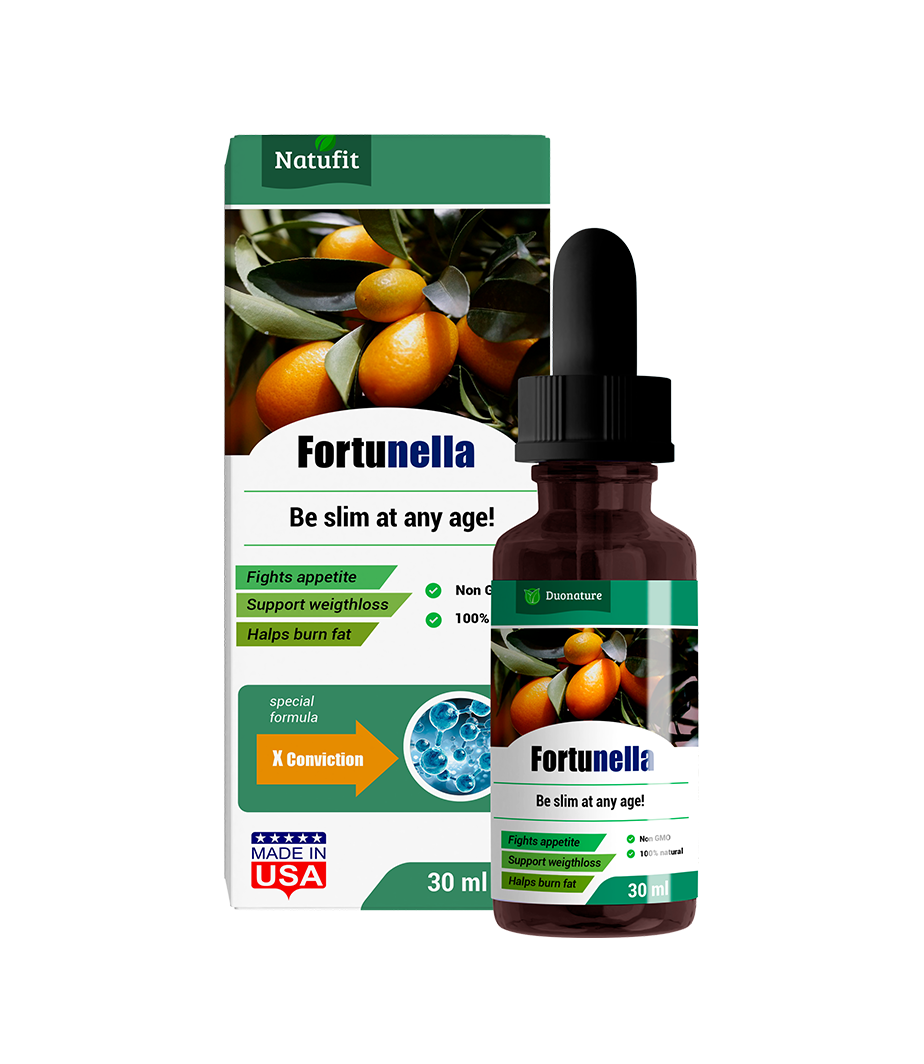 Natufit
Fortunella
Be slim at any age!
Fights appetite
Support weigthloss
Halps burn fat
Non
100%
special
formula
X Conviction
MADE IN
USA
30 ml
Duonature
Fortunella
Be slim at any age!
Fights appetite
Support weigthloss
Halps burn fat
Non GMO
100% natural
30 ml